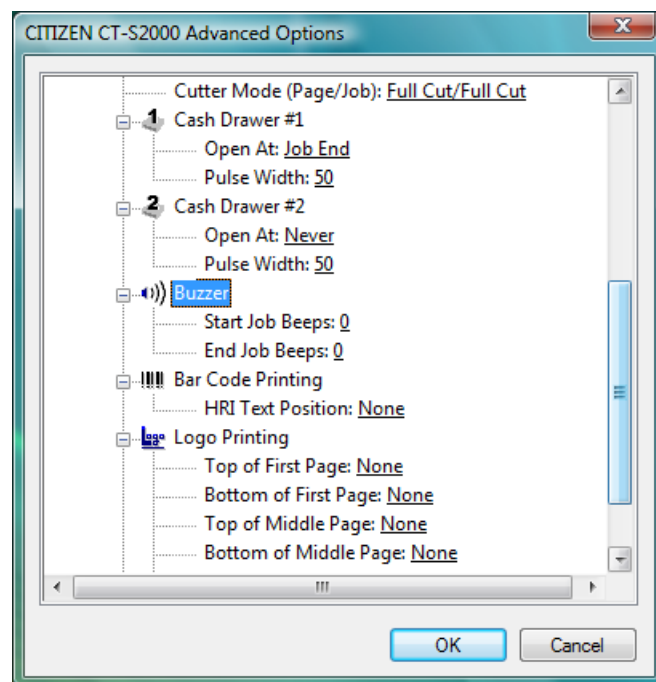 CITIZEN CT-S2000 Advanced Options
Cutter Mode (Page/Job): Full Cut/Full Cut
1 Cash Drawer #1
Open At: Job End
Pulse Width: 50
2 Cash Drawer #2
Open At: Never
Pulse Width: 50
Buzzer
Start Job Beeps: 0
End Job Beeps: 0
Bar Code Printing
HRI Text Position: None
Logo Logo Printing
Top of First Page: None
Bottom of First Page: None
Top of Middle Page: None
Bottom of Middle Page: None
OK Cancel